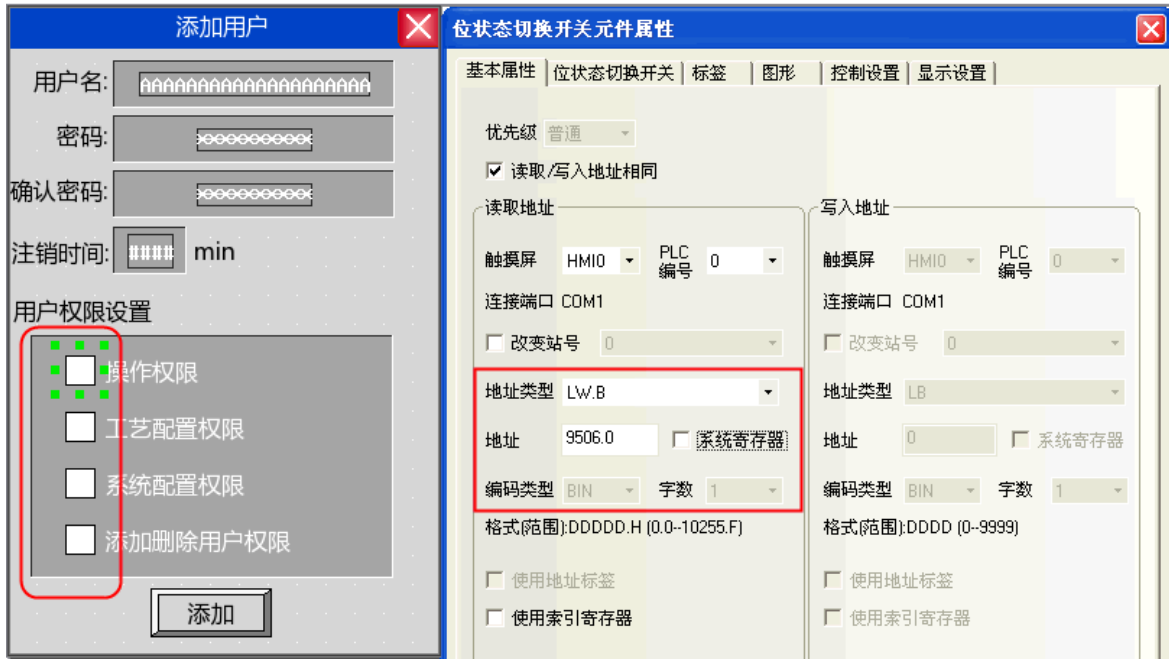 添加用户
用户名: AAAAAAAAAAAAAAAAAAAA
密码: **********
确认密码: **********
注销时间: #### min
用户权限设置
操作权限
工艺配置权限
系统配置权限
添加删除用户权限
添加
位状态切换开关元件属性
基本属性 位状态切换开关 标签 图形 控制设置 显示设置
优先级 普通
读取/写入地址相同
读取地址
触摸屏 HMI0 PLC编号 0
连接端口 COM1
改变站号 0
地址类型 LW.B
地址 9506.0 系统寄存器
编码类型 BIN 字数 1
格式(范围):DDDDD.H (0.0--10255.F)
使用地址标签
使用索引寄存器
写入地址
触摸屏 HMI0 PLC编号 0
连接端口 COM1
改变站号 0
地址类型 LB
地址 0 系统寄存器
编码类型 BIN 字数 1
格式(范围):DDDD (0--9999)
使用地址标签
使用索引寄存器